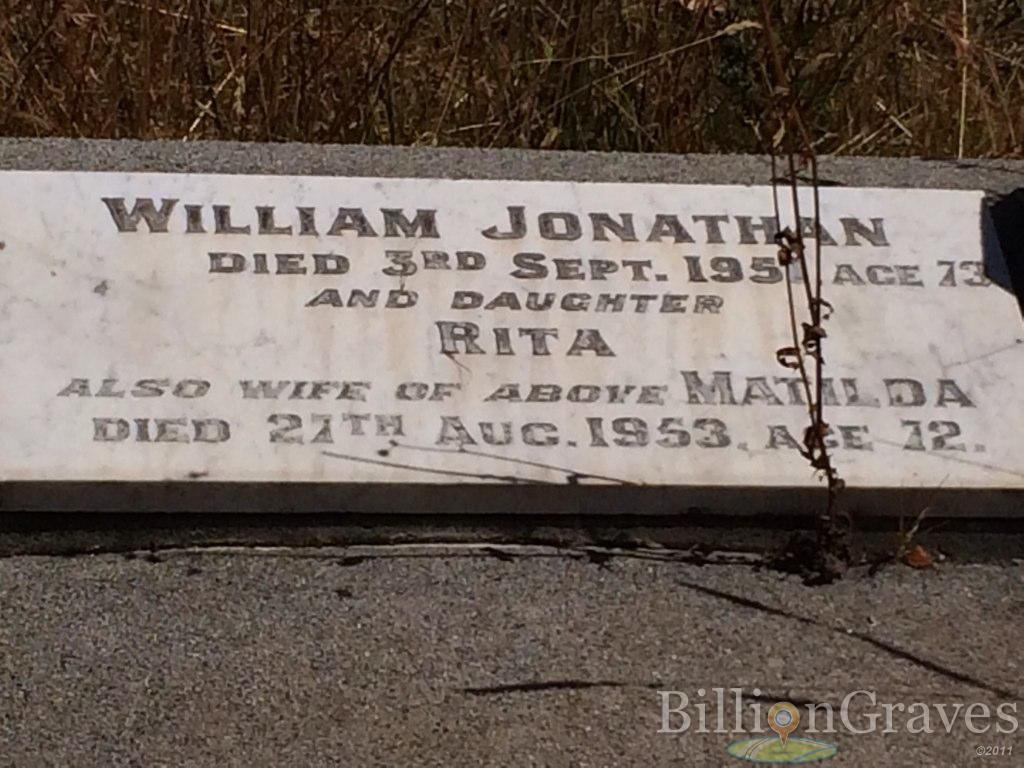 WILLIAM JONATHAN
DIED 3RD SEPT. AGE 73
AND DAUGHTER
RITA
ALSO WIFE OF ABOVE MATILDA
DIED 27TH AUG. 1953. AGE 72.
BillionGraves
©2011